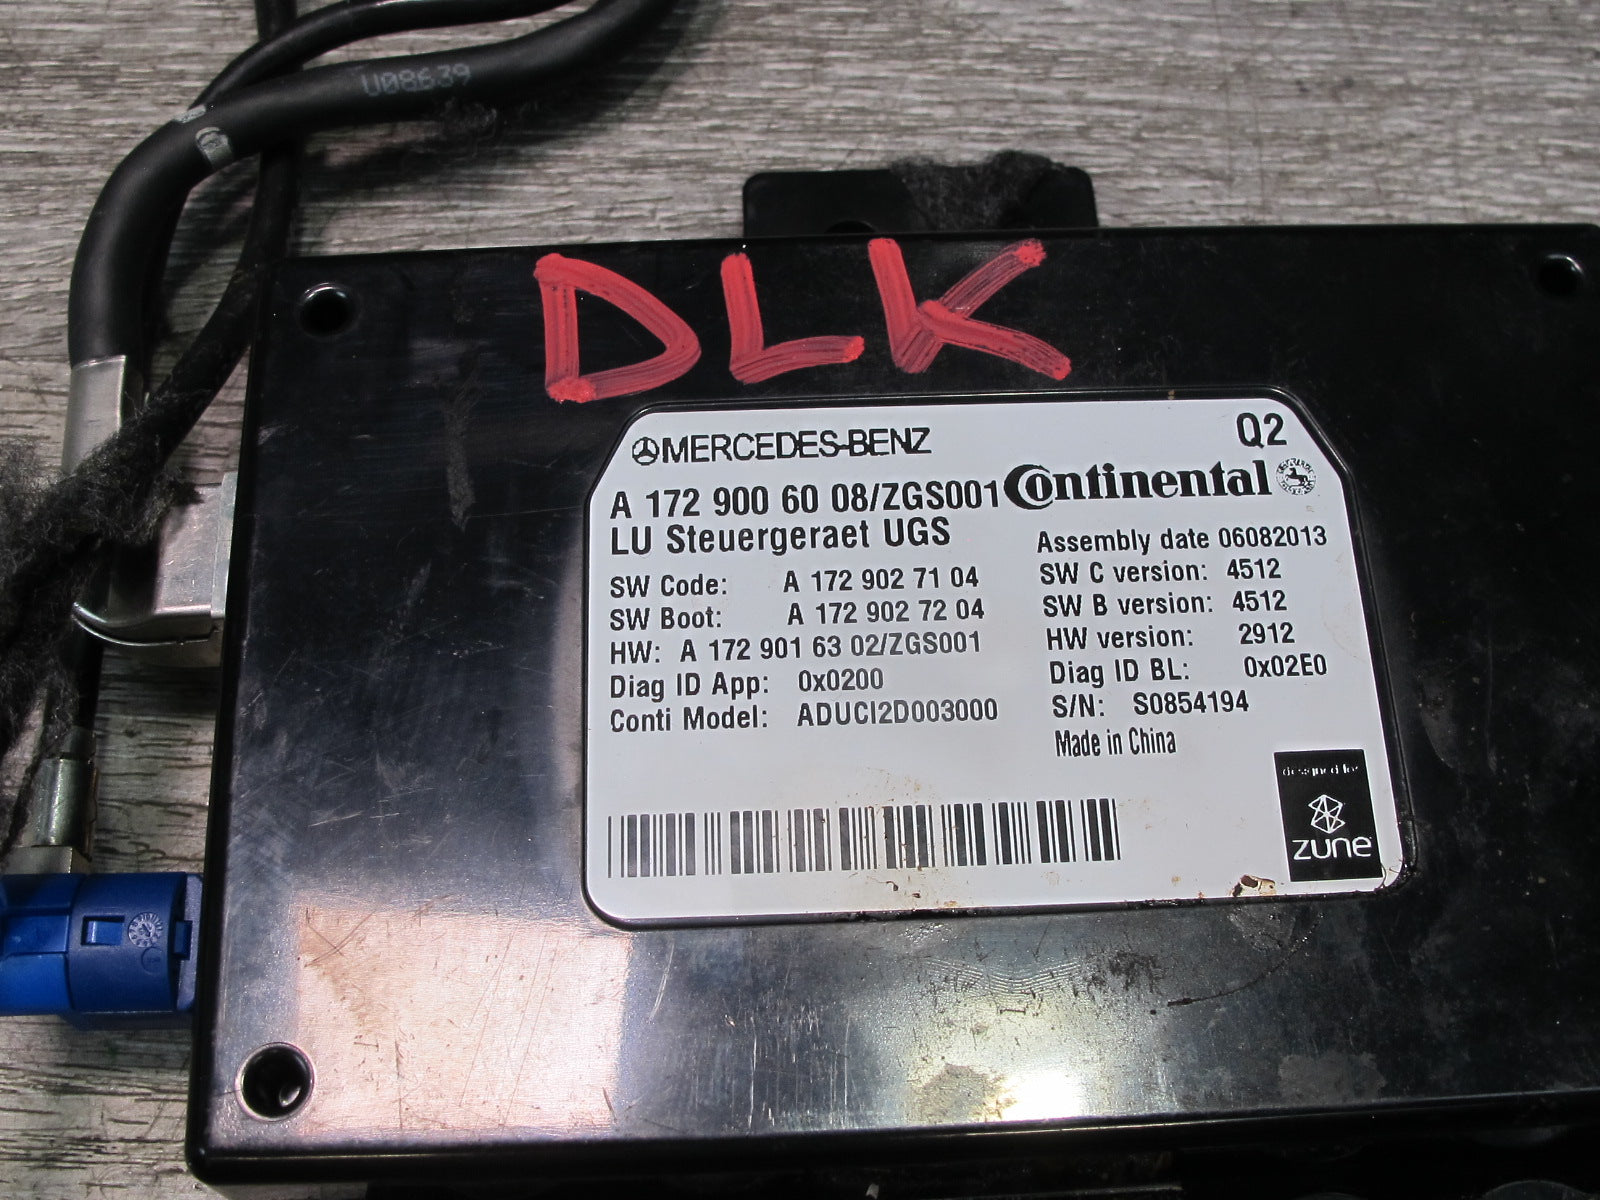 U08639
DLK
MERCEDES-BENZ
Q2
A 172 900 60 08/ZGS001
Continental
LU Steuergeraet UGS
Assembly date 06082013
SW Code: A 172 902 71 04
SW C version: 4512
SW Boot: A 172 902 72 04
SW B version: 4512
HW: A 172 901 63 02/ZGS001
HW version: 2912
Diag ID App: 0x0200
Diag ID BL: 0x02E0
Conti Model: ADUCI2D003000
S/N: S0854194
Made in China
designed for
zune